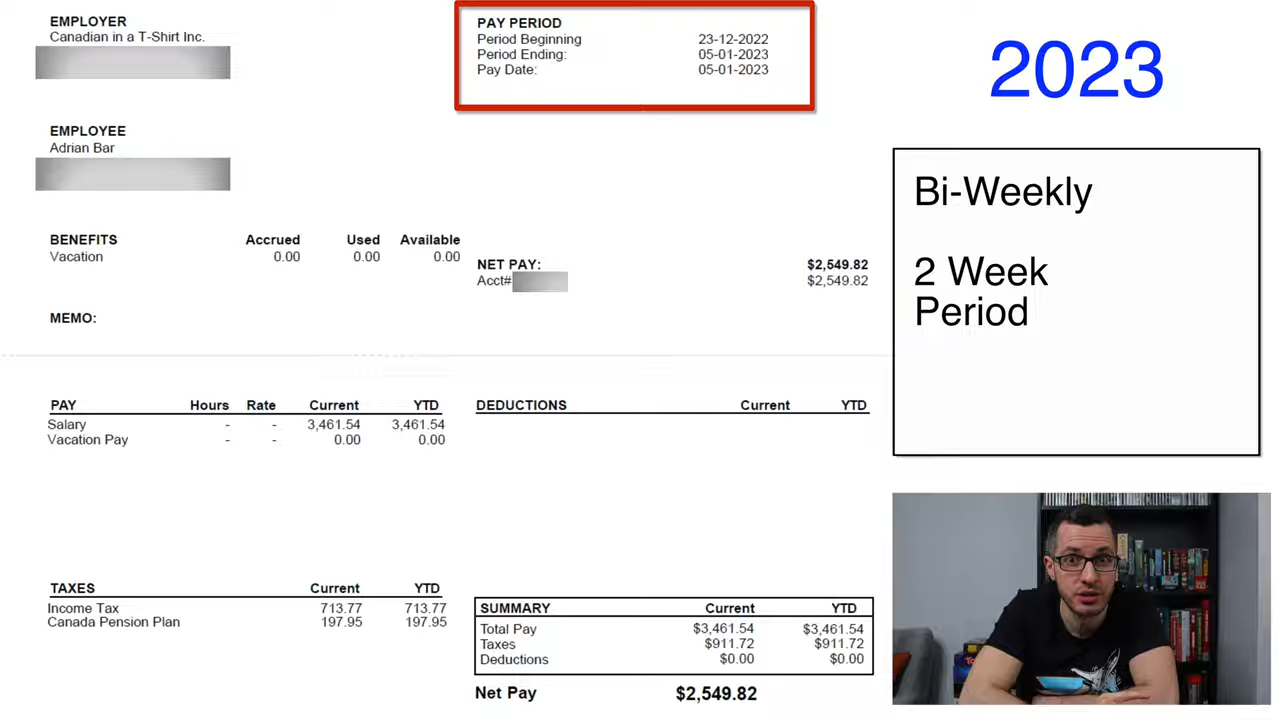 EMPLOYER
Canadian in a T-Shirt Inc.
PAY PERIOD
Period Beginning 23-12-2022
Period Ending: 05-01-2023
Pay Date: 05-01-2023
2023
EMPLOYEE
Adrian Bar
Bi-Weekly
2 Week
Period
BENEFITS Accrued Used Available
Vacation 0.00 0.00 0.00
NET PAY: $2,549.82
Acct# $2,549.82
MEMO:
PAY Hours Rate Current YTD
Salary - - 3,461.54 3,461.54
Vacation Pay - - 0.00 0.00
DEDUCTIONS Current YTD
TAXES Current YTD
Income Tax 713.77 713.77
Canada Pension Plan 197.95 197.95
SUMMARY Current YTD
Total Pay $3,461.54 $3,461.54
Taxes $911.72 $911.72
Deductions $0.00 $0.00
Net Pay $2,549.82